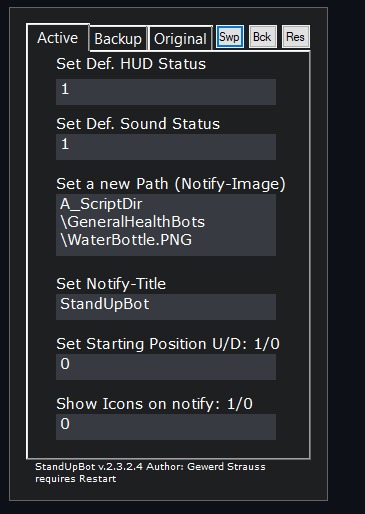 Active Backup Original Swp Bck Res
Set Def. HUD Status
1
Set Def. Sound Status
1
Set a new Path (Notify-Image)
A_ScriptDir
\GeneralHealthBots
\WaterBottle.PNG
Set Notify-Title
StandUpBot
Set Starting Position U/D: 1/0
0
Show Icons on notify: 1/0
0
StandUpBot v.2.3.2.4 Author: Gewerd Strauss
requires Restart